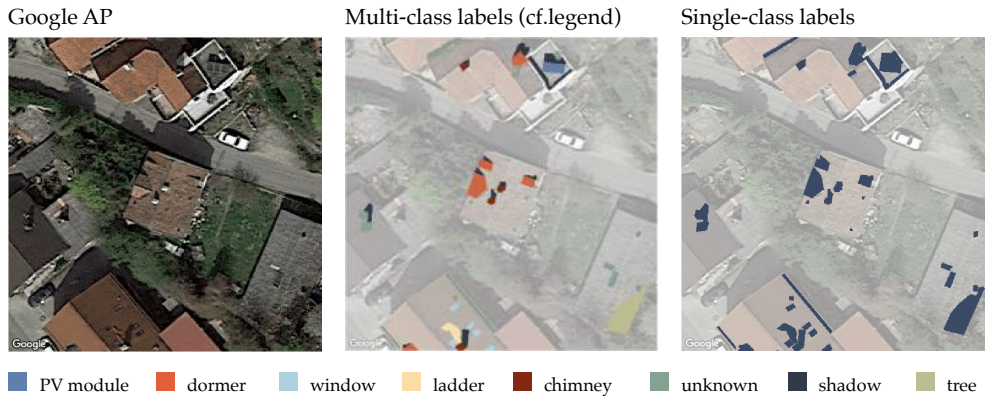 Google AP
Multi-class labels (cf.legend)
Single-class labels
Google
Google
Google
PV module
dormer
window
ladder
chimney
unknown
shadow
tree